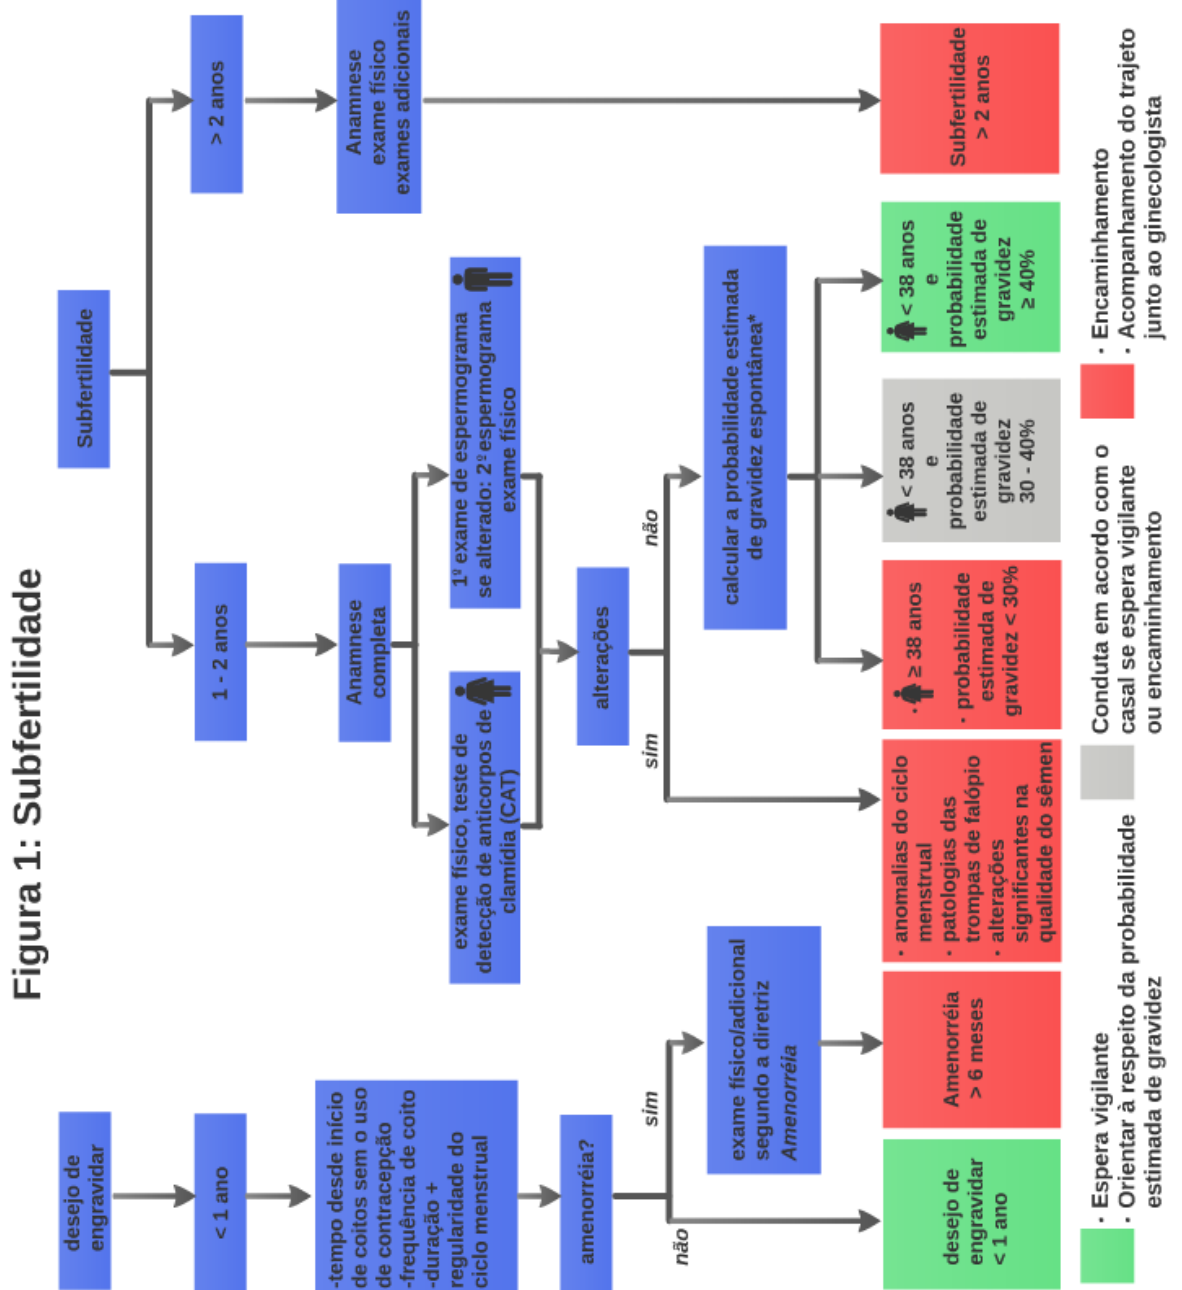 Figura 1: Subfertilidade
desejo de
engravidar
< 1 ano
-tempo desde início
de coitos sem o uso
de contracepção
-frequência de coito
-duração +
regularidade do
ciclo menstrual
amenorréia?
não
sim
exame físico/adicional
segundo a diretriz
Amenorréia
desejo de
engravidar
< 1 ano
Amenorréia
> 6 meses
Subfertilidade
1 - 2 anos
> 2 anos
Anamnese
completa
Anamnese
exame físico
exames adicionais
exame físico, teste de
detecção de anticorpos de
clamídia (CAT)
1º exame de espermograma
se alterado: 2º espermograma
exame físico
alterações
sim
não
calcular a probabilidade estimada
de gravidez espontânea*
· anomalias do ciclo
menstrual
· patologias das
trompas de falópio
· alterações
significantes na
qualidade do sêmen
· ≥ 38 anos
· probabilidade
estimada de
gravidez < 30%
< 38 anos
e
probabilidade
estimada de
gravidez
30 - 40%
< 38 anos
e
probabilidade
estimada de
gravidez
≥ 40%
Subfertilidade
> 2 anos
· Espera vigilante
· Orientar à respeito da probabilidade
estimada de gravidez
Conduta em acordo com o
casal se espera vigilante
ou encaminhamento
· Encaminhamento
· Acompanhamento do trajeto
junto ao ginecologista